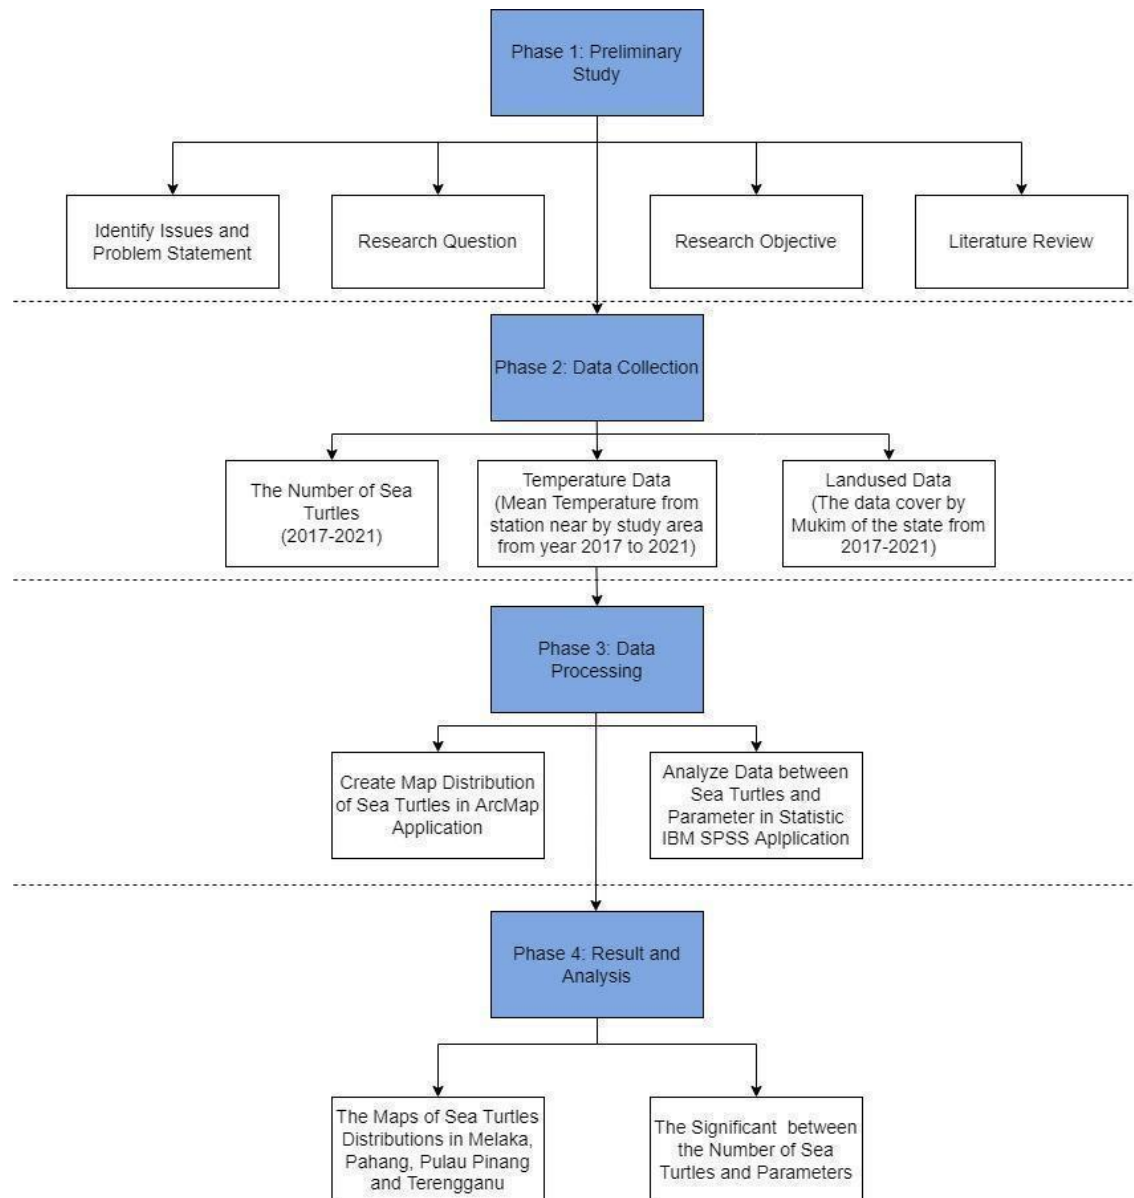 Phase 1: Preliminary
Study
Identify Issues and
Problem Statement
Research Question
Research Objective
Literature Review
Phase 2: Data Collection
The Number of Sea
Turtles
(2017-2021)
Temperature Data
(Mean Temperature from
station near by study area
from year 2017 to 2021)
Landused Data
(The data cover by
Mukim of the state from
2017-2021)
Phase 3: Data
Processing
Create Map Distribution
of Sea Turtles in ArcMap
Application
Analyze Data between
Sea Turtles and
Parameter in Statistic
IBM SPSS Aplplication
Phase 4: Result and
Analysis
The Maps of Sea Turtles
Distributions in Melaka,
Pahang, Pulau Pinang
and Terengganu
The Significant between
the Number of Sea
Turtles and Parameters